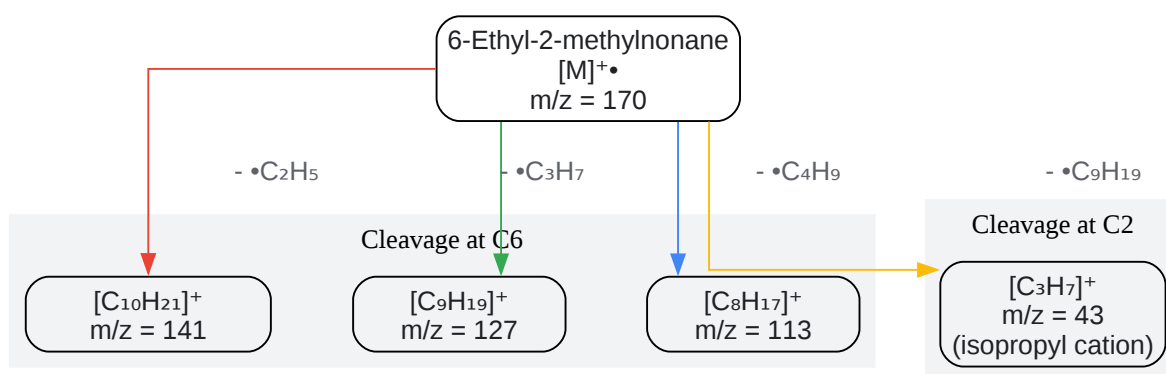 6-Ethyl-2-methylnonane
[M]⁺•
m/z = 170
- •C₂H₅
- •C₃H₇
- •C₄H₉
- •C₉H₁₉
Cleavage at C6
Cleavage at C2
[C₁₀H₂₁]⁺
m/z = 141
[C₉H₁₉]⁺
m/z = 127
[C₈H₁₇]⁺
m/z = 113
[C₃H₇]⁺
m/z = 43
(isopropyl cation)